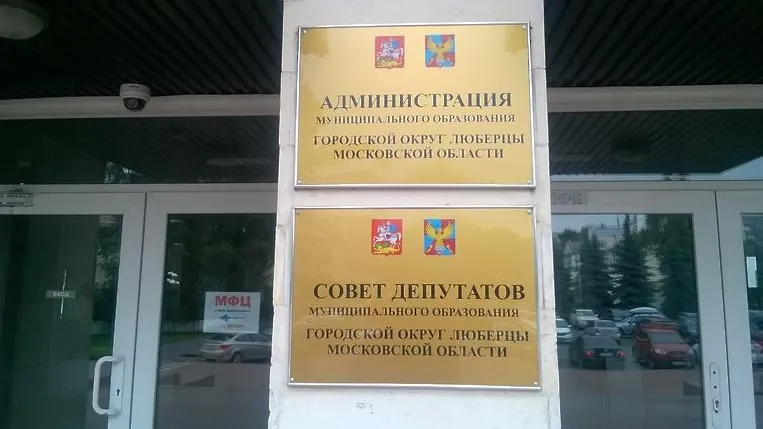 АДМИНИСТРАЦИЯ
МУНИЦИПАЛЬНОГО ОБРАЗОВАНИЯ
ГОРОДСКОЙ ОКРУГ ЛЮБЕРЦЫ
МОСКОВСКОЙ ОБЛАСТИ
СОВЕТ ДЕПУТАТОВ
МУНИЦИПАЛЬНОГО ОБРАЗОВАНИЯ
ГОРОДСКОЙ ОКРУГ ЛЮБЕРЦЫ
МОСКОВСКОЙ ОБЛАСТИ
ВХОД
МФЦ